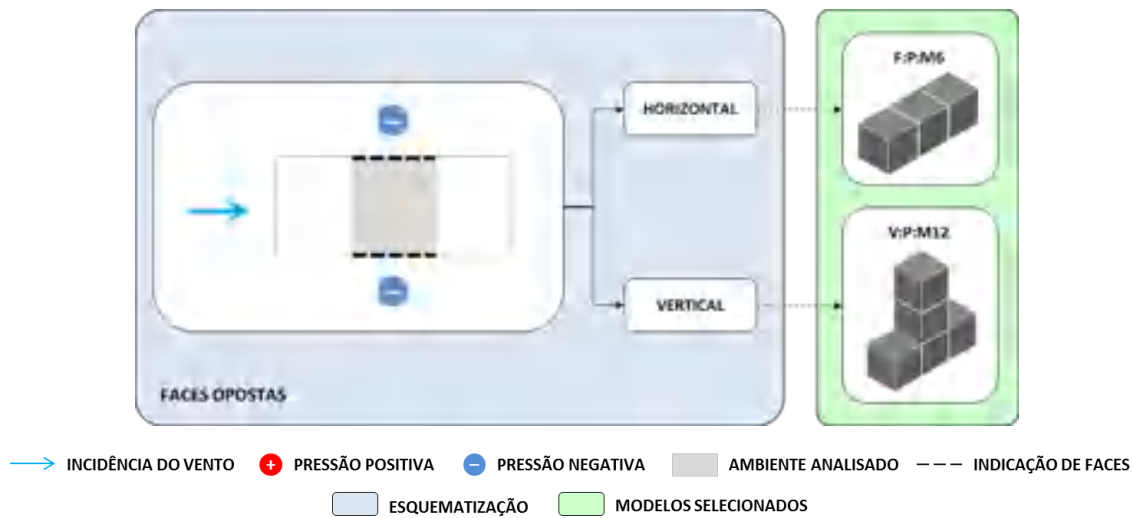 F:P:M6
HORIZONTAL
V:P:M12
VERTICAL
FACES OPOSTAS
INCIDÊNCIA DO VENTO
+ PRESSÃO POSITIVA
− PRESSÃO NEGATIVA
AMBIENTE ANALISADO
INDICAÇÃO DE FACES
ESQUEMATIZAÇÃO
MODELOS SELECIONADOS